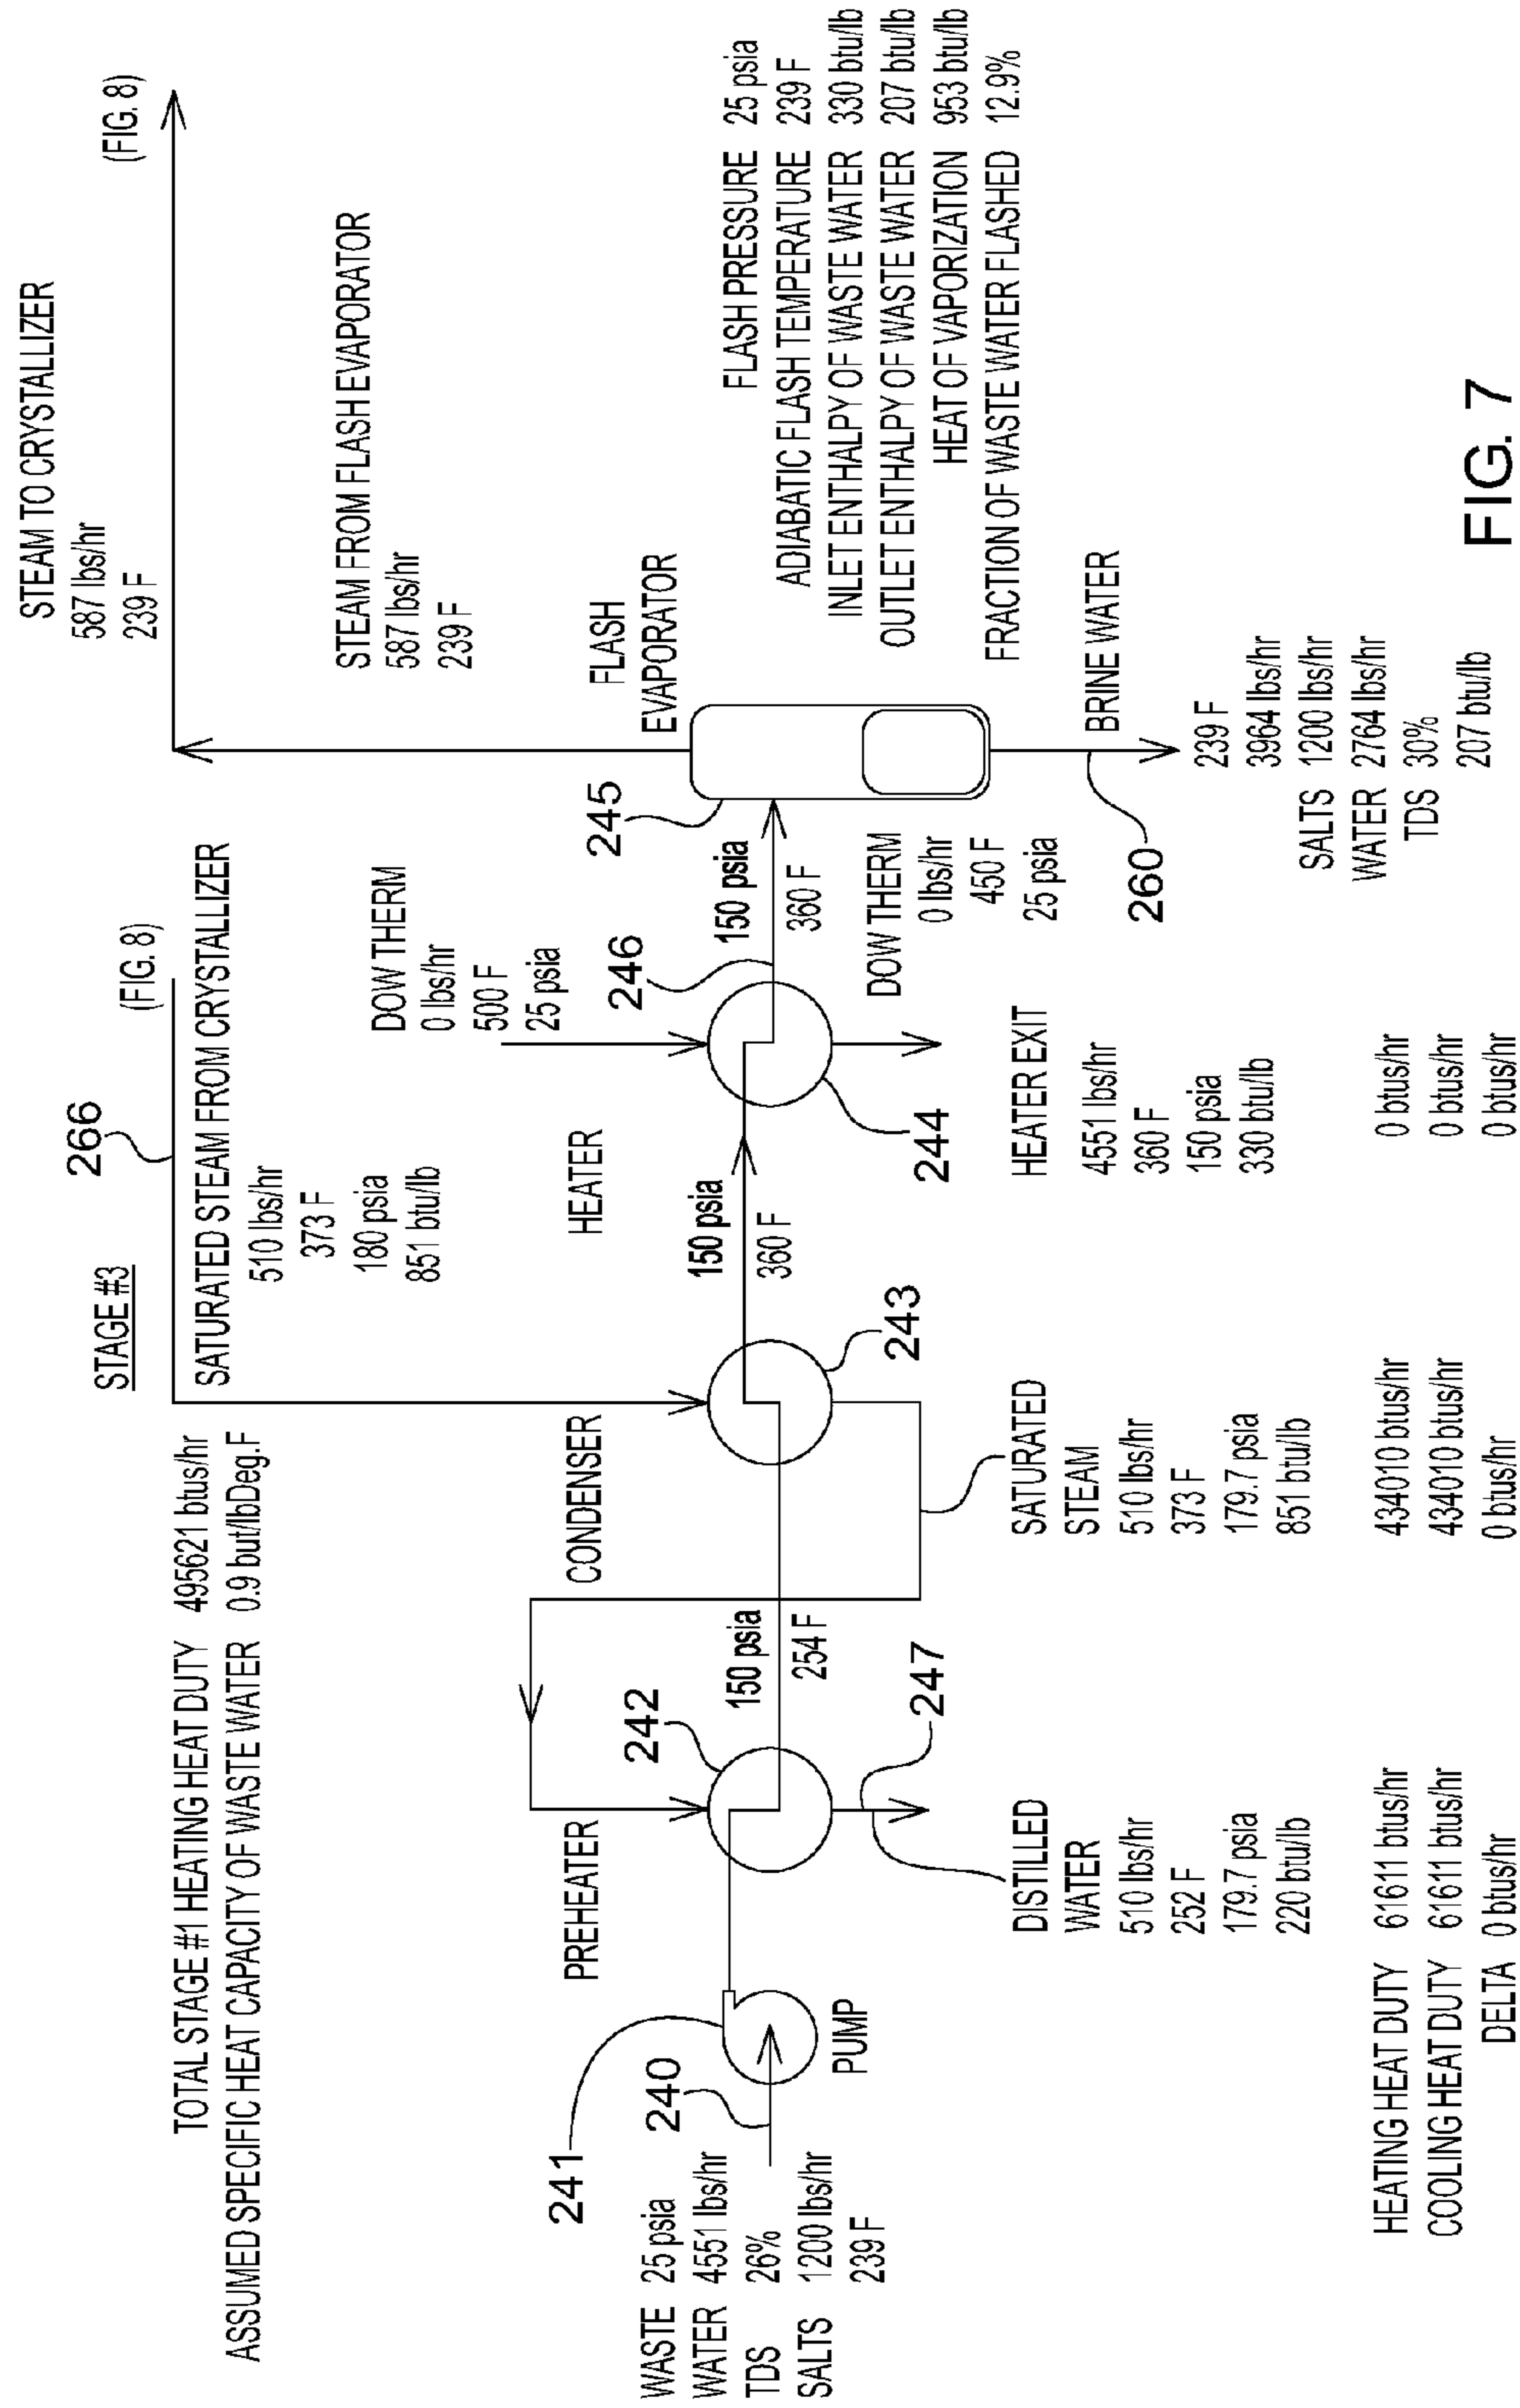 STAGE #3
TOTAL STAGE #1 HEATING HEAT DUTY 495621 btus/hr
ASSUMED SPECIFIC HEAT CAPACITY OF WASTE WATER 0.9 but/lbDeg.F
266
(FIG. 8)
SATURATED STEAM FROM CRYSTALLIZER
510 lbs/hr
373 F
180 psia
851 btu/lb
STEAM TO CRYSTALLIZER
587 lbs/hr
239 F
(FIG. 8)
STEAM FROM FLASH EVAPORATOR
587 lbs/hr
239 F
DOW THERM
0 lbs/hr
500 F
25 psia
241
PREHEATER
CONDENSER
HEATER
FLASH
EVAPORATOR
240
242
246
245
WASTE 25 psia
WATER 4551 lbs/hr
TDS 26%
SALTS 1200 lbs/hr
239 F
PUMP
150 psia
254 F
150 psia
360 F
150 psia
360 F
247
243
244
DOW THERM
0 lbs/hr
450 F
25 psia
260
BRINE WATER
FLASH PRESSURE 25 psia
ADIABATIC FLASH TEMPERATURE 239 F
INLET ENTHALPY OF WASTE WATER 330 btu/lb
OUTLET ENTHALPY OF WASTE WATER 207 btu/lb
HEAT OF VAPORIZATION 953 btu/lb
FRACTION OF WASTE WATER FLASHED 12.9%
DISTILLED
WATER
510 lbs/hr
252 F
179.7 psia
220 btu/lb
SATURATED
STEAM
510 lbs/hr
373 F
179.7 psia
851 btu/lb
HEATER EXIT
4551 lbs/hr
360 F
150 psia
330 btu/lb
239 F
3964 lbs/hr
SALTS 1200 lbs/hr
WATER 2764 lbs/hr
TDS 30%
207 btu/lb
HEATING HEAT DUTY 61611 btus/hr 434010 btus/hr 0 btus/hr
COOLING HEAT DUTY 61611 btus/hr 434010 btus/hr 0 btus/hr
DELTA 0 btus/hr 0 btus/hr 0 btus/hr
FIG. 7